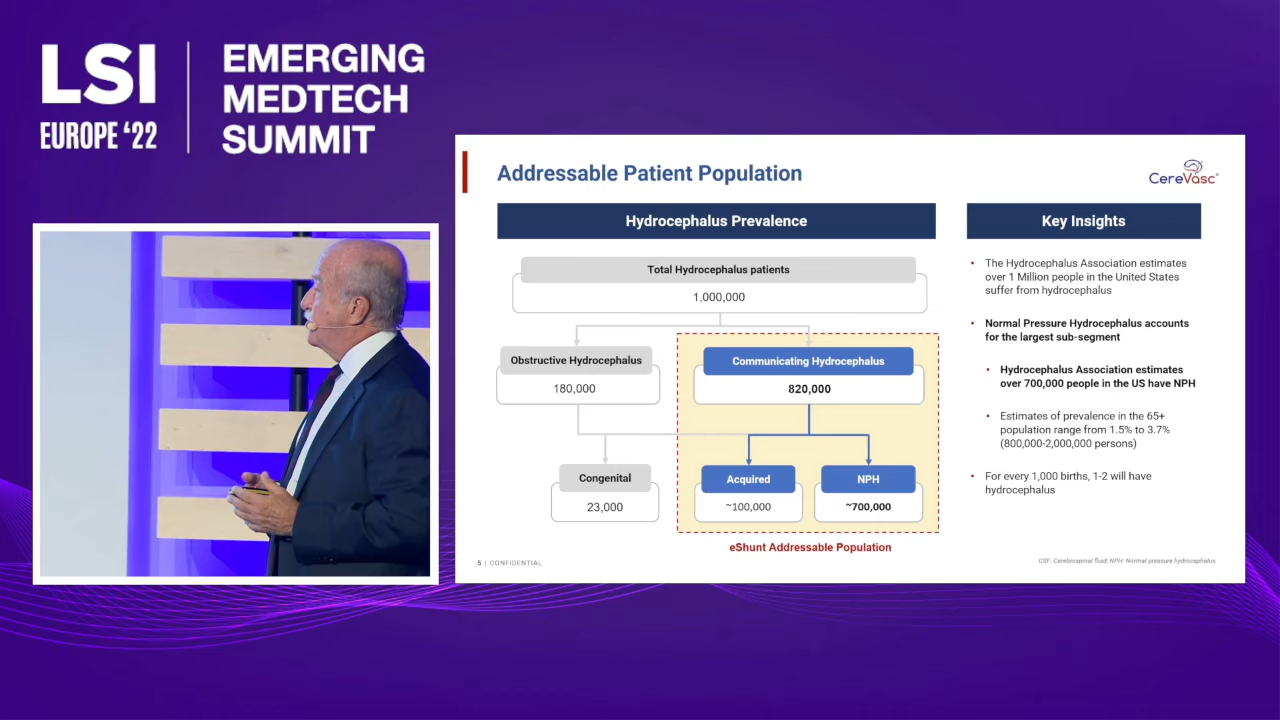 LSI
EUROPE ‘22
EMERGING
MEDTECH
SUMMIT
Addressable Patient Population
CereVasc
Hydrocephalus Prevalence
Total Hydrocephalus patients
1,000,000
Obstructive Hydrocephalus
180,000
Communicating Hydrocephalus
820,000
Congenital
23,000
Acquired
~100,000
NPH
~700,000
eShunt Addressable Population
Key Insights
• The Hydrocephalus Association estimates
over 1 Million people in the United States
suffer from hydrocephalus
• Normal Pressure Hydrocephalus accounts
for the largest sub-segment
• Hydrocephalus Association estimates
over 700,000 people in the US have NPH
• Estimates of prevalence in the 65+
population range from 1.5% to 3.7%
(800,000-2,000,000 persons)
• For every 1,000 births, 1-2 will have
hydrocephalus
5 | CONFIDENTIAL
CSF: Cerebrospinal fluid; NPH: Normal pressure hydrocephalus